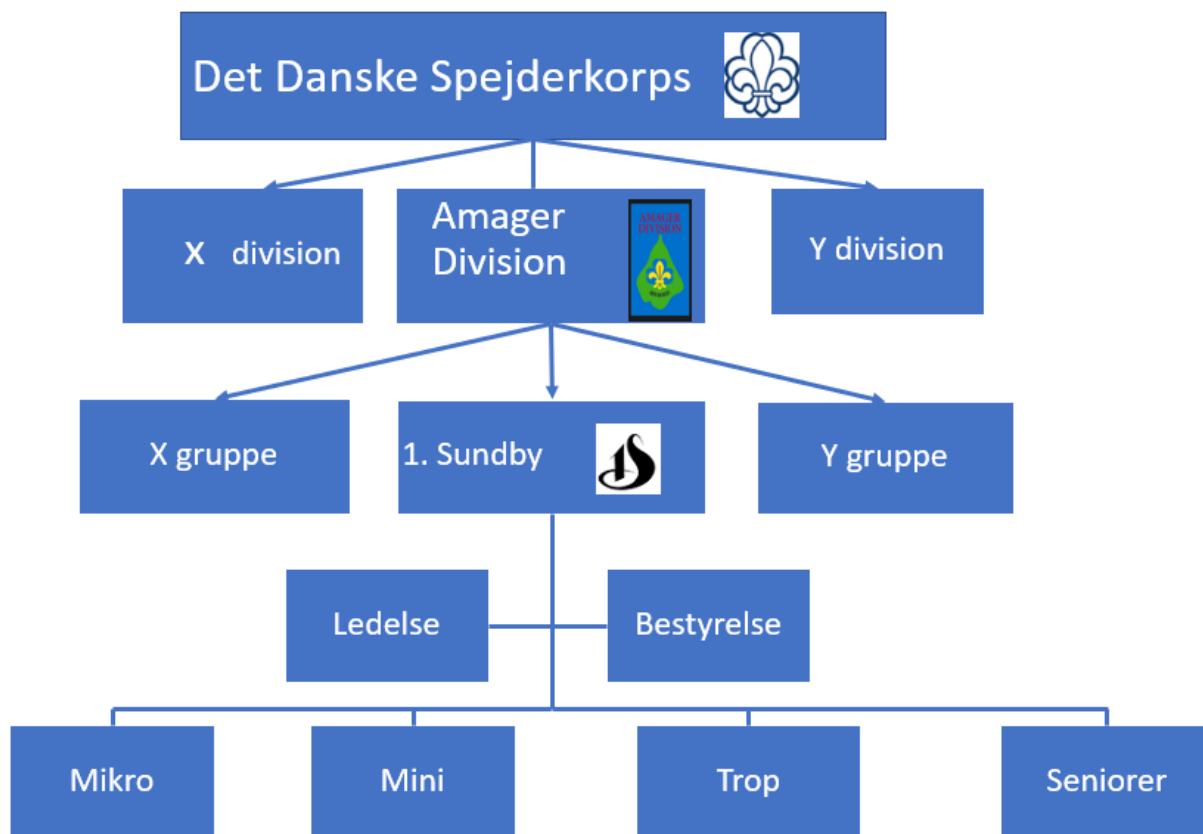 Det Danske Spejderkorps
X division
Amager
Division
AMAGER
DIVISION
Y division
X gruppe
1. Sundby
Y gruppe
Ledelse
Bestyrelse
Mikro
Mini
Trop
Seniorer